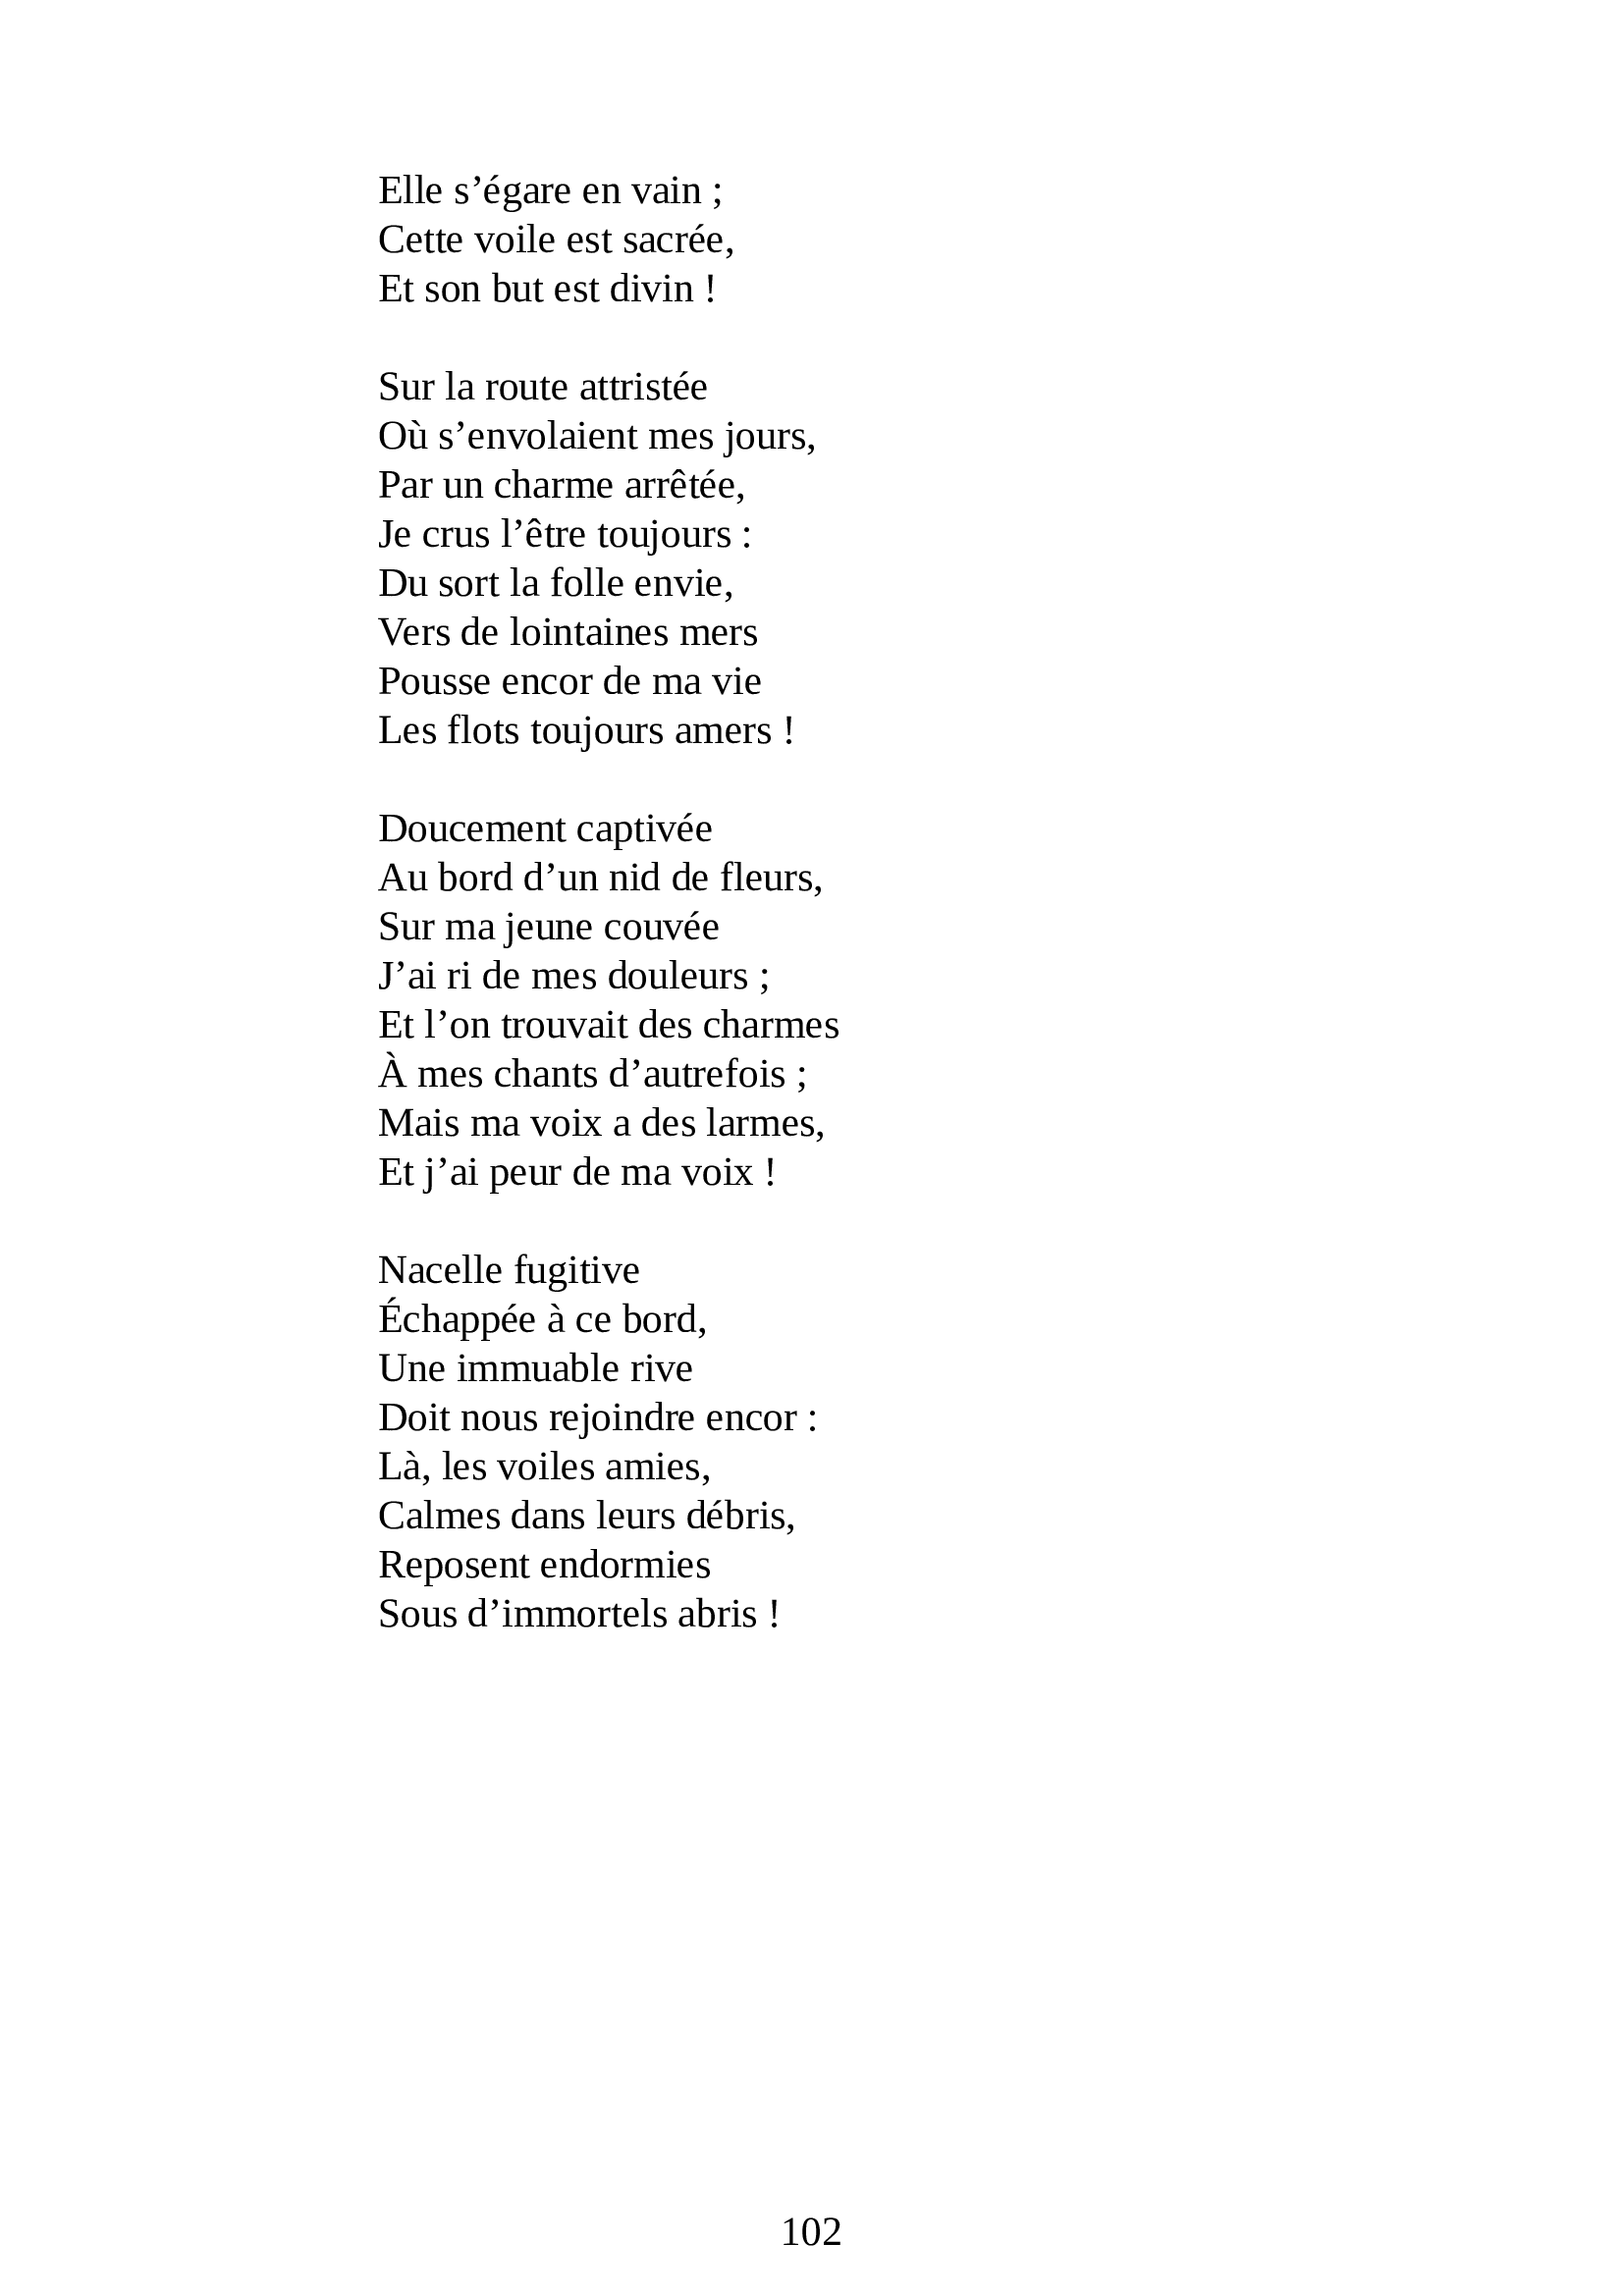 Elle s’égare en vain ;
Cette voile est sacrée,
Et son but est divin !

Sur la route attristée
Où s’envolaient mes jours,
Par un charme arrêtée,
Je crus l’être toujours :
Du sort la folle envie,
Vers de lointaines mers
Pousse encor de ma vie
Les flots toujours amers !

Doucement captivée
Au bord d’un nid de fleurs,
Sur ma jeune couvée
J’ai ri de mes douleurs ;
Et l’on trouvait des charmes
À mes chants d’autrefois ;
Mais ma voix a des larmes,
Et j’ai peur de ma voix !

Nacelle fugitive
Échappée à ce bord,
Une immuable rive
Doit nous rejoindre encor :
Là, les voiles amies,
Calmes dans leurs débris,
Reposent endormies
Sous d’immortels abris !

102